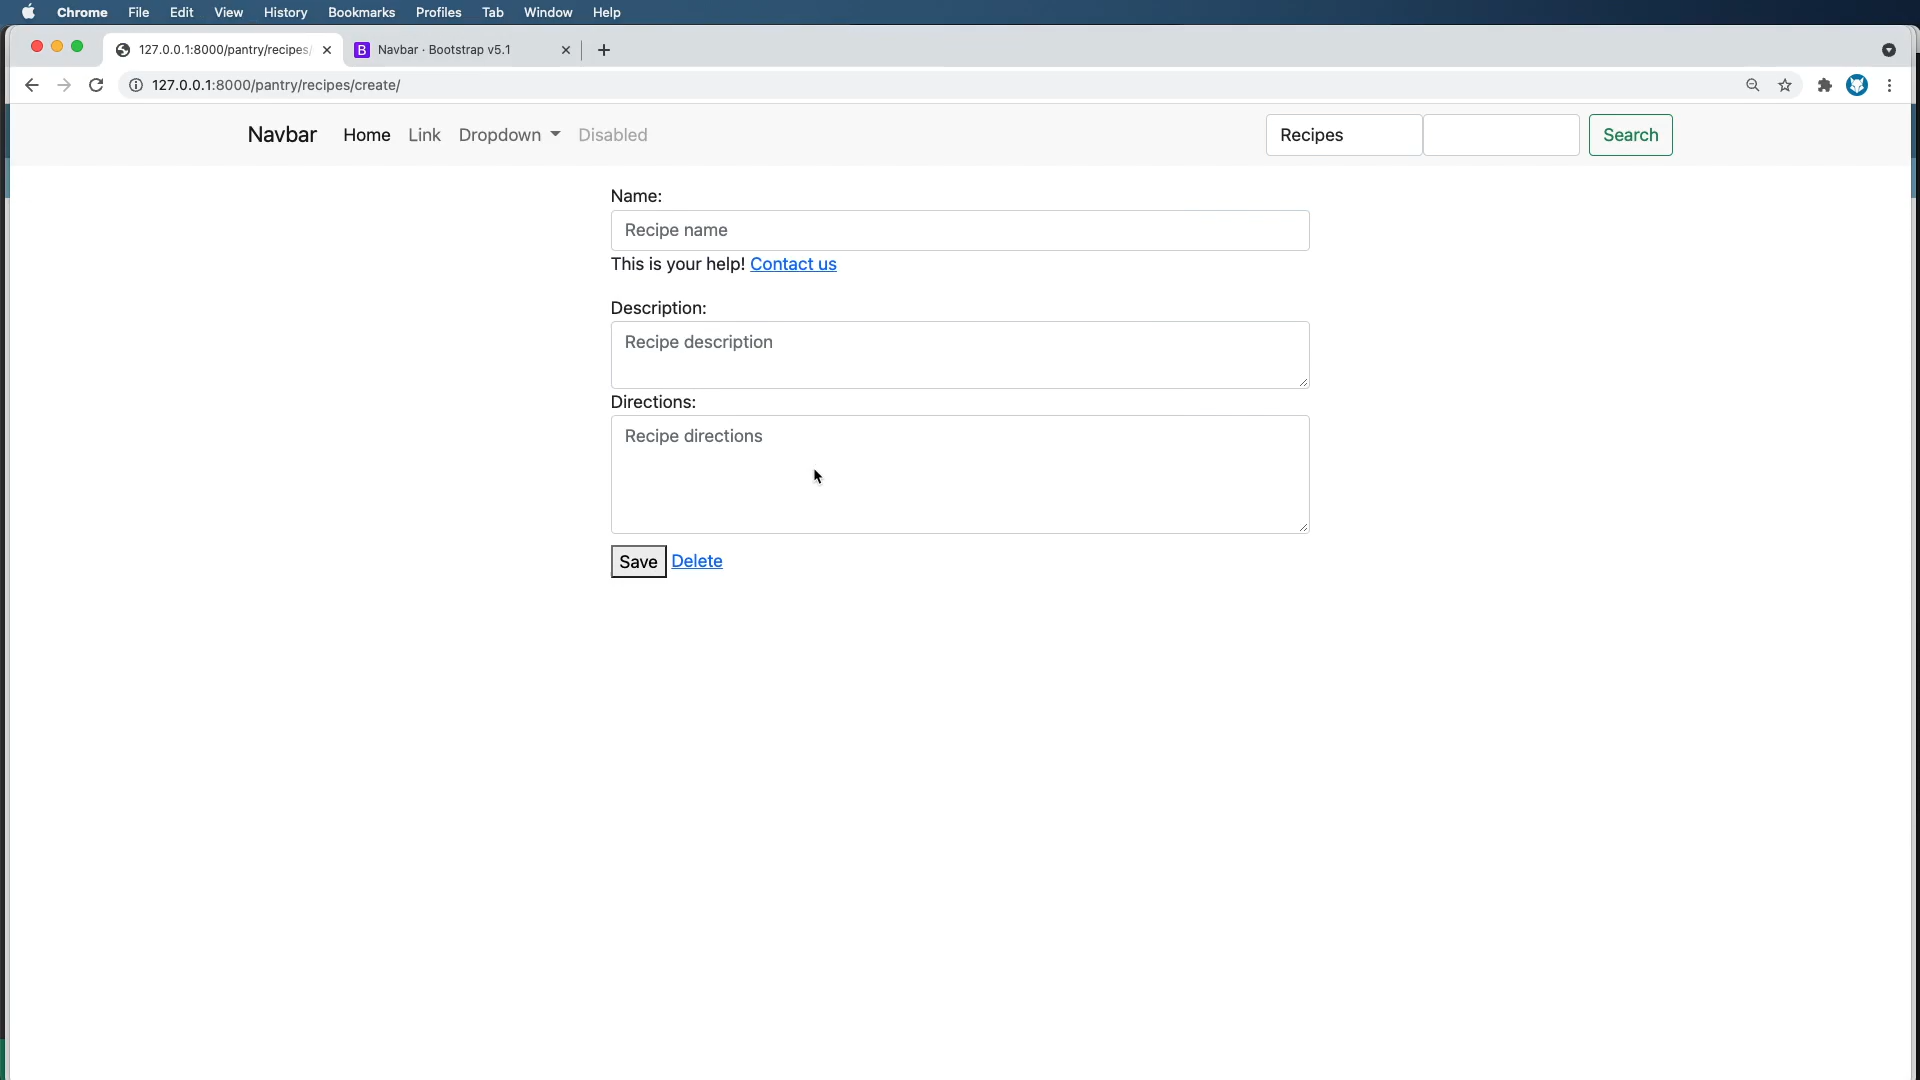 Chrome File Edit View History Bookmarks Profiles Tab Window Help
127.0.0.1:8000/pantry/recipes/ Navbar · Bootstrap v5.1
127.0.0.1:8000/pantry/recipes/create/
Navbar Home Link Dropdown Disabled Recipes Search
Name:
Recipe name
This is your help! Contact us
Description:
Recipe description
Directions:
Recipe directions
Save Delete